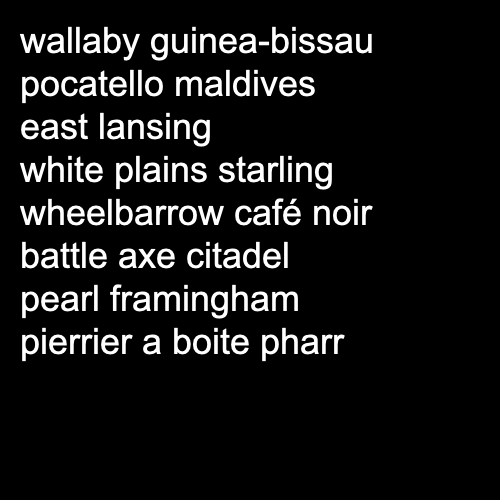 wallaby guinea-bissau
pocatello maldives
east lansing
white plains starling
wheelbarrow café noir
battle axe citadel
pearl framingham
pierrier a boite pharr